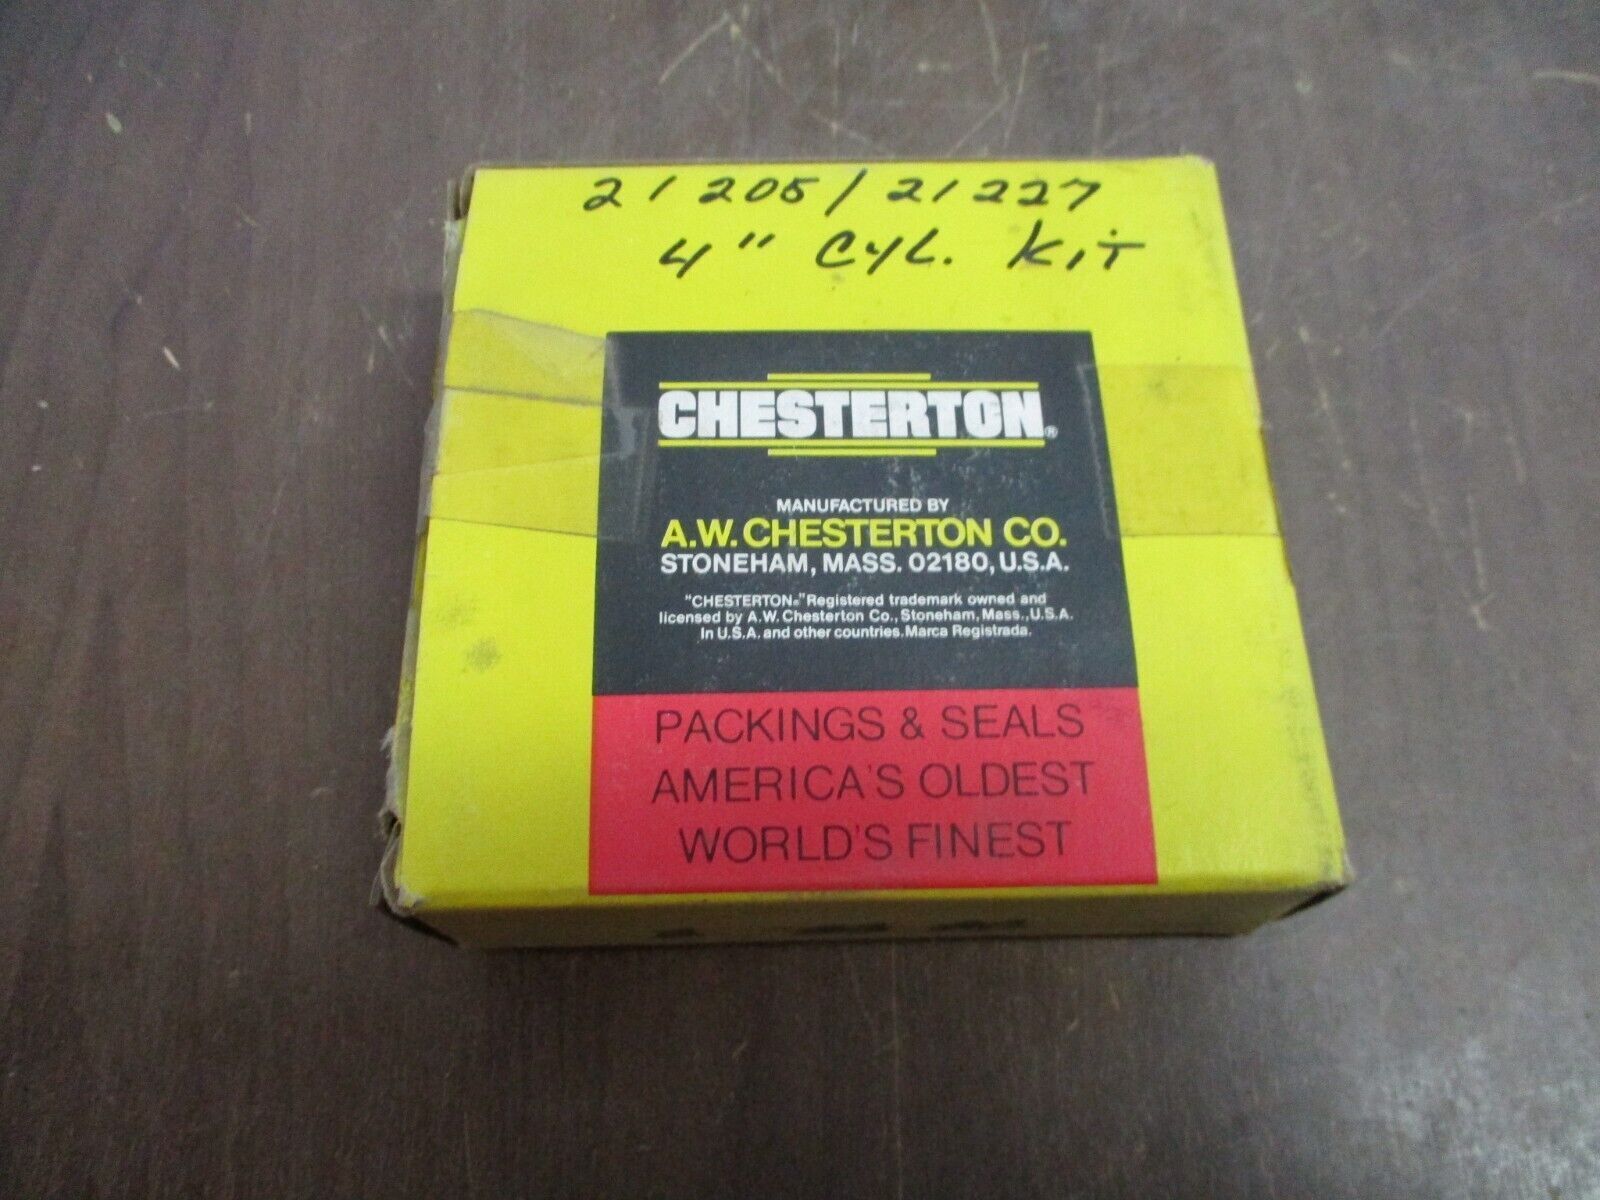 21205/21227
4" CYL. KIT
CHESTERTON®
MANUFACTURED BY
A.W. CHESTERTON CO.
STONEHAM, MASS. 02180, U.S.A.
"CHESTERTON®" Registered trademark owned and
licensed by A.W. Chesterton Co., Stoneham, Mass., U.S.A.
In U.S.A. and other countries. Marca Registrada.
PACKINGS & SEALS
AMERICA'S OLDEST
WORLD'S FINEST